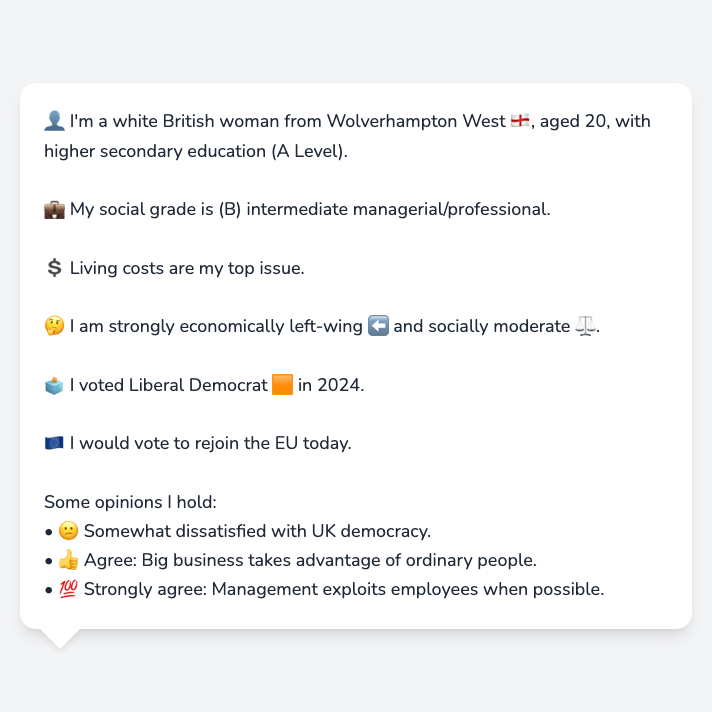 👤 I'm a white British woman from Wolverhampton West 🏴󠁧󠁢󠁥󠁮󠁧󠁿, aged 20, with
higher secondary education (A Level).
💼 My social grade is (B) intermediate managerial/professional.
💲 Living costs are my top issue.
🤔 I am strongly economically left-wing ⬅️ and socially moderate ⚖️.
🗳️ I voted Liberal Democrat 🟧 in 2024.
🇪🇺 I would vote to rejoin the EU today.
Some opinions I hold:
• 😕 Somewhat dissatisfied with UK democracy.
• 👍 Agree: Big business takes advantage of ordinary people.
• 💯 Strongly agree: Management exploits employees when possible.